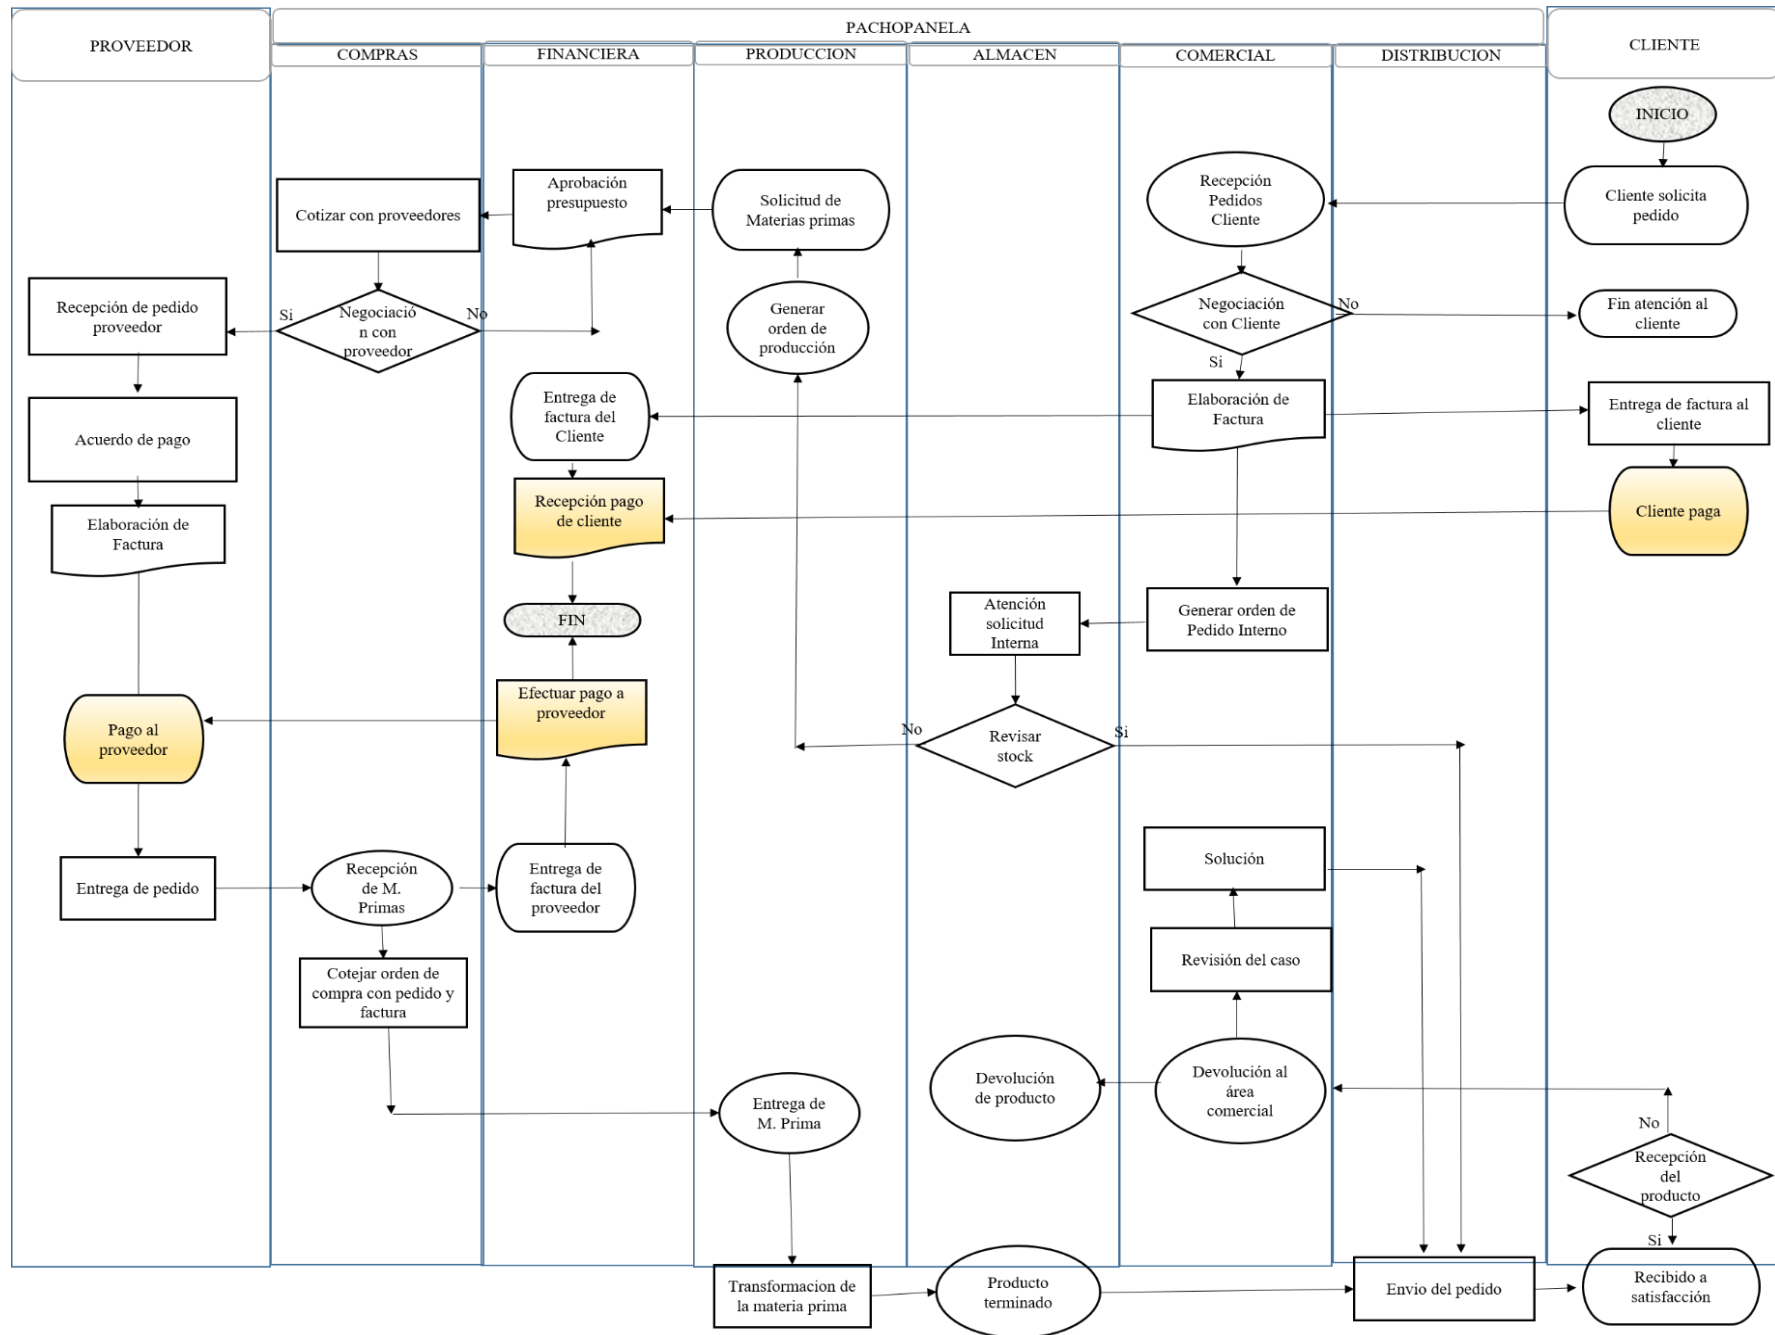 PROVEEDOR
PACHOPANELA
CLIENTE
COMPRAS
FINANCIERA
PRODUCCION
ALMACEN
COMERCIAL
DISTRIBUCION
INICIO
Cotizar con proveedores
Aprobación
presupuesto
Solicitud de
Materias primas
Recepción
Pedidos
Cliente
Cliente solicita
pedido
Recepción de pedido
proveedor
Si
Negociació
n con
proveedor
No
Generar
orden de
producción
Negociación
con Cliente
No
Si
Fin atención al
cliente
Acuerdo de pago
Entrega de
factura del
Cliente
Elaboración de
Factura
Entrega de factura al
cliente
Elaboración de
Factura
Recepción pago
de cliente
Cliente paga
FIN
Atención
solicitud
Interna
Generar orden de
Pedido Interno
Pago al
proveedor
Efectuar pago a
proveedor
No
Revisar
stock
Si
Entrega de pedido
Recepción
de M.
Primas
Entrega de
factura del
proveedor
Solución
Cotejar orden de
compra con pedido y
factura
Revisión del caso
Entrega de
M. Prima
Devolución
de producto
Devolución al
área
comercial
No
Recepción
del
producto
Si
Transformacion de
la materia prima
Producto
terminado
Envio del pedido
Recibido a
satisfacción